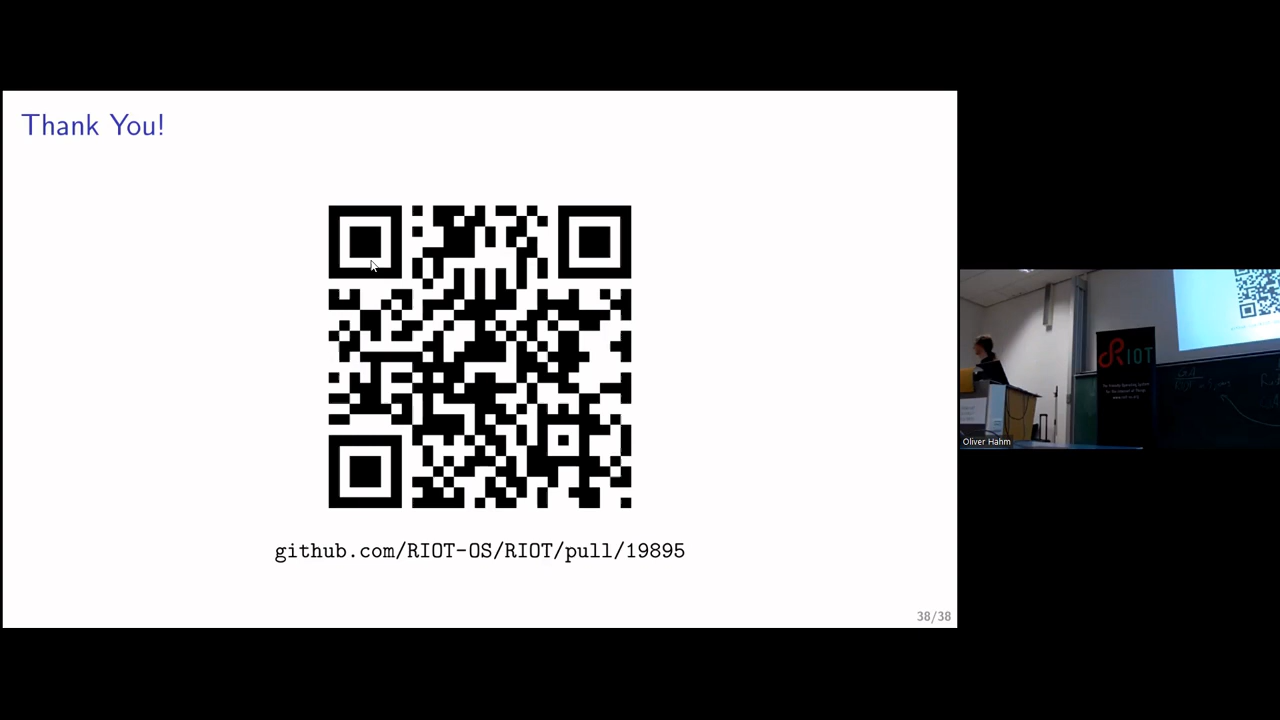 Thank You!
github.com/RIOT-OS/RIOT/pull/19895
38/38
RIOT
Oliver Hahm